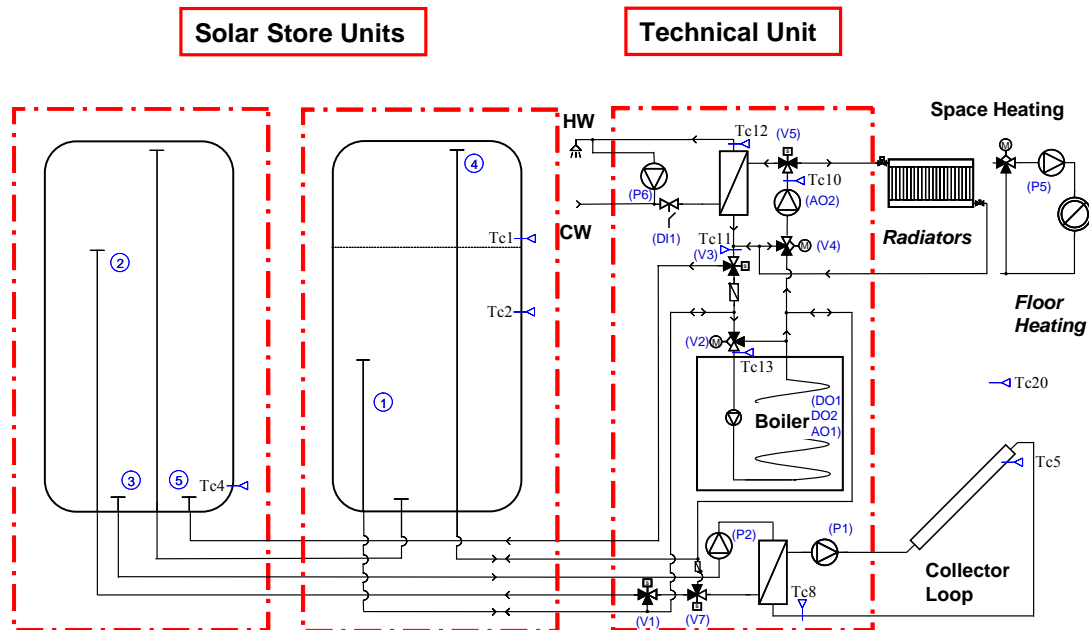 Solar Store Units
Technical Unit
HW
Tc12
(V5)
Space Heating
M
4
(P6)
Tc10
(P5)
(AO2)
CW
(DI1)
Tc1
Tc11
(V4)
M
Radiators
2
(V3)
Floor
Heating
Tc2
(V2)
M
Tc13
Tc20
1
Boiler
(DO1
DO2
AO1)
3
5
Tc4
Tc5
(P2)
(P1)
Collector
Loop
Tc8
(V1)
(V7)